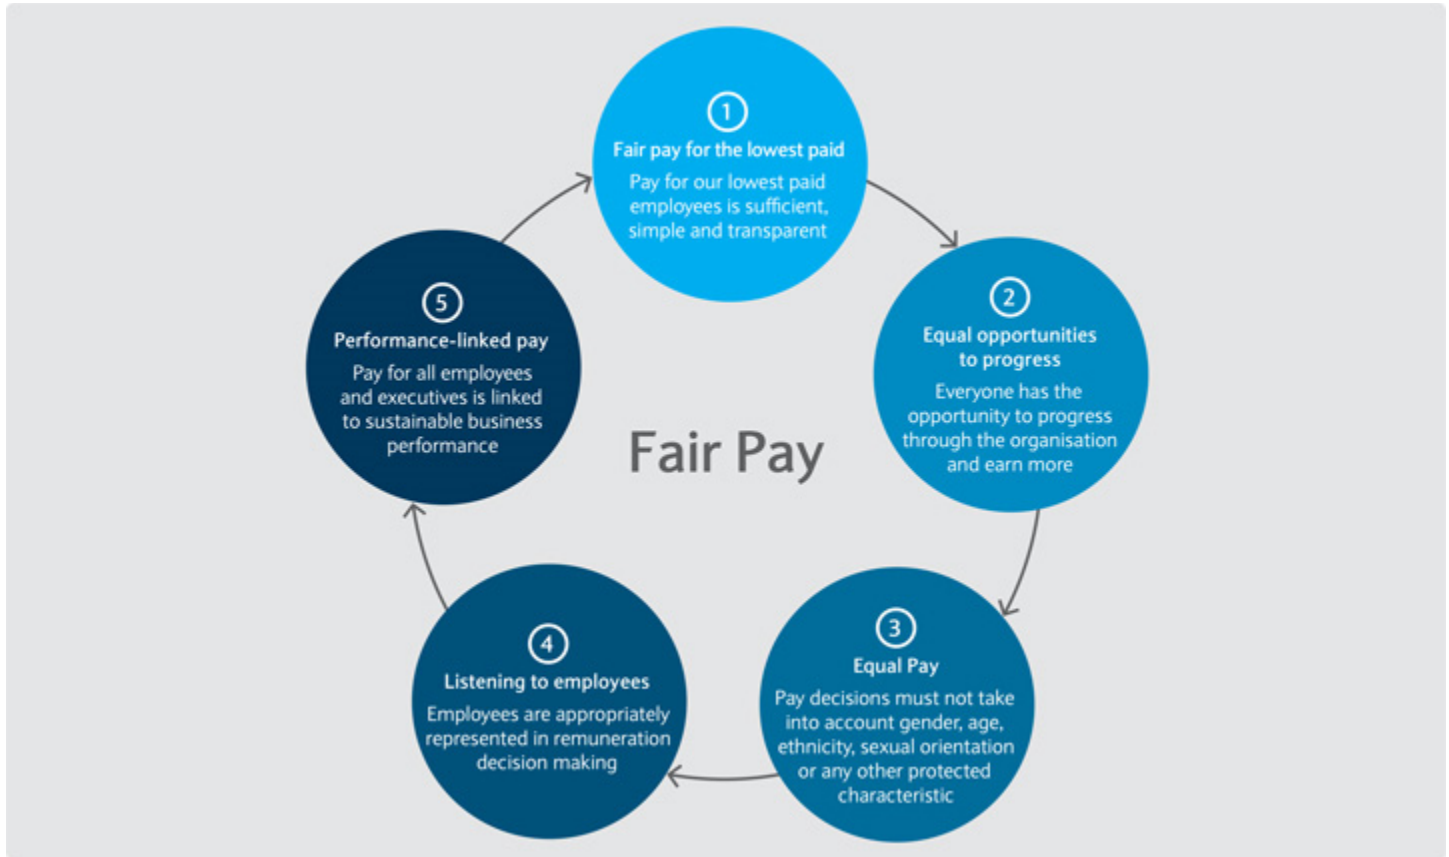 1
Fair pay for the lowest paid
Pay for our lowest paid
employees is sufficient,
simple and transparent
2
Equal opportunities
to progress
Everyone has the
opportunity to progress
through the organisation
and earn more
3
Equal Pay
Pay decisions must not take
into account gender, age,
ethnicity, sexual orientation
or any other protected
characteristic
4
Listening to employees
Employees are appropriately
represented in remuneration
decision making
5
Performance-linked pay
Pay for all employees
and executives is linked
to sustainable business
performance
Fair Pay